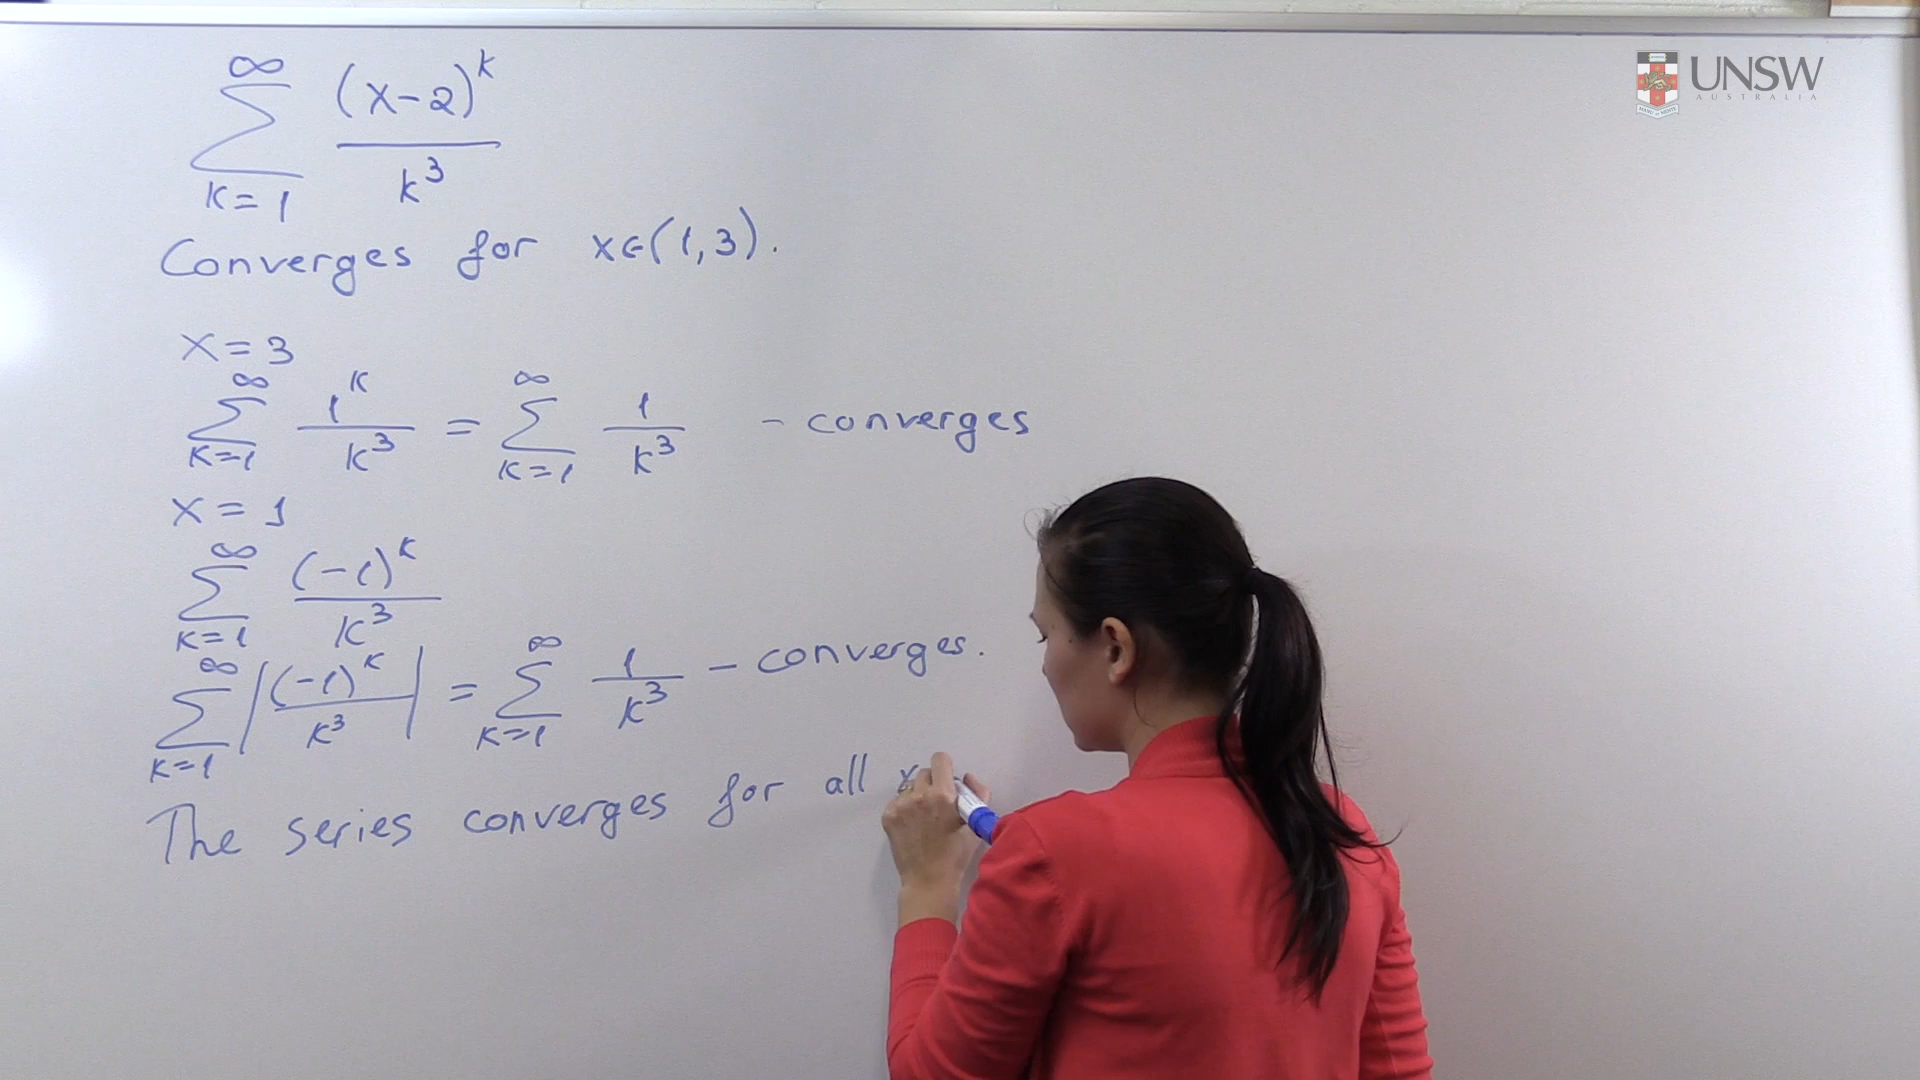 ∞ (x-2)^k
∑ ———
k=1 k^3
Converges for x∈(1,3).
x=3
∞ 1^k ∞ 1
∑ ——— = ∑ ——— - converges
k=1 k^3 k=1 k^3
x=1
∞ (-1)^k
∑ ———
k=1 k^3
∞ |(-1)^k| ∞ 1
∑ |———| = ∑ ——— - converges.
k=1 | k^3 | k=1 k^3
The series converges for all x
UNSW
AUSTRALIA